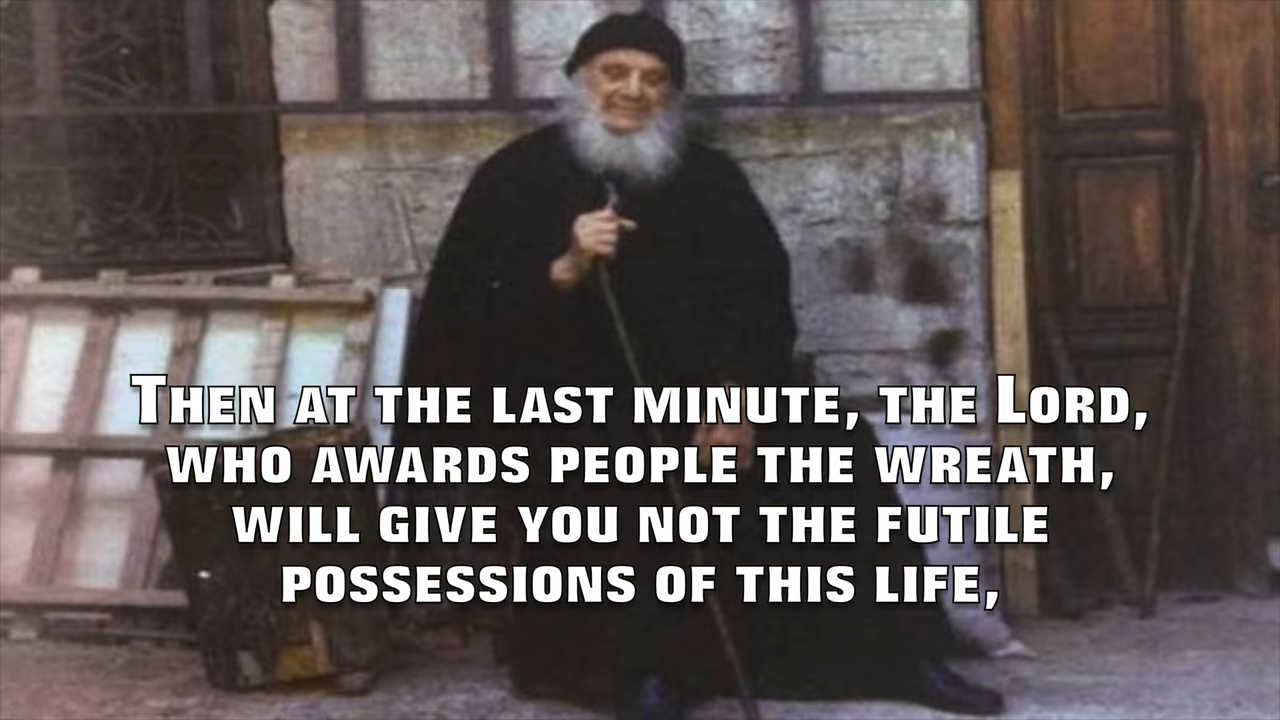 Then at the last minute, the Lord,
who awards people the wreath,
will give you not the futile
possessions of this life,